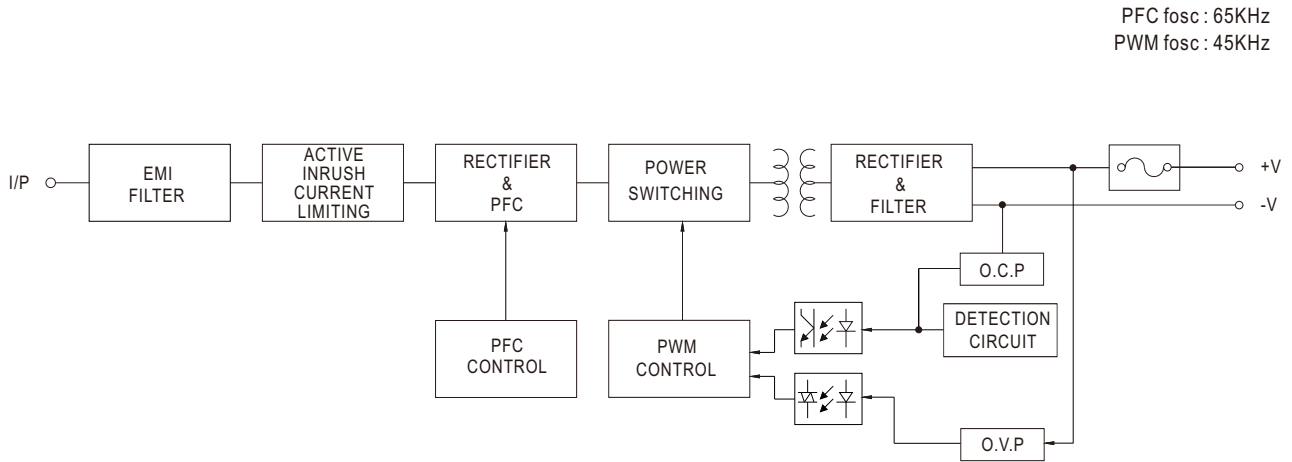 PFC fosc : 65KHz
PWM fosc : 45KHz
I/P
EMI
FILTER
ACTIVE
INRUSH
CURRENT
LIMITING
RECTIFIER
&
PFC
POWER
SWITCHING
RECTIFIER
&
FILTER
+V
-V
O.C.P
DETECTION
CIRCUIT
PFC
CONTROL
PWM
CONTROL
O.V.P